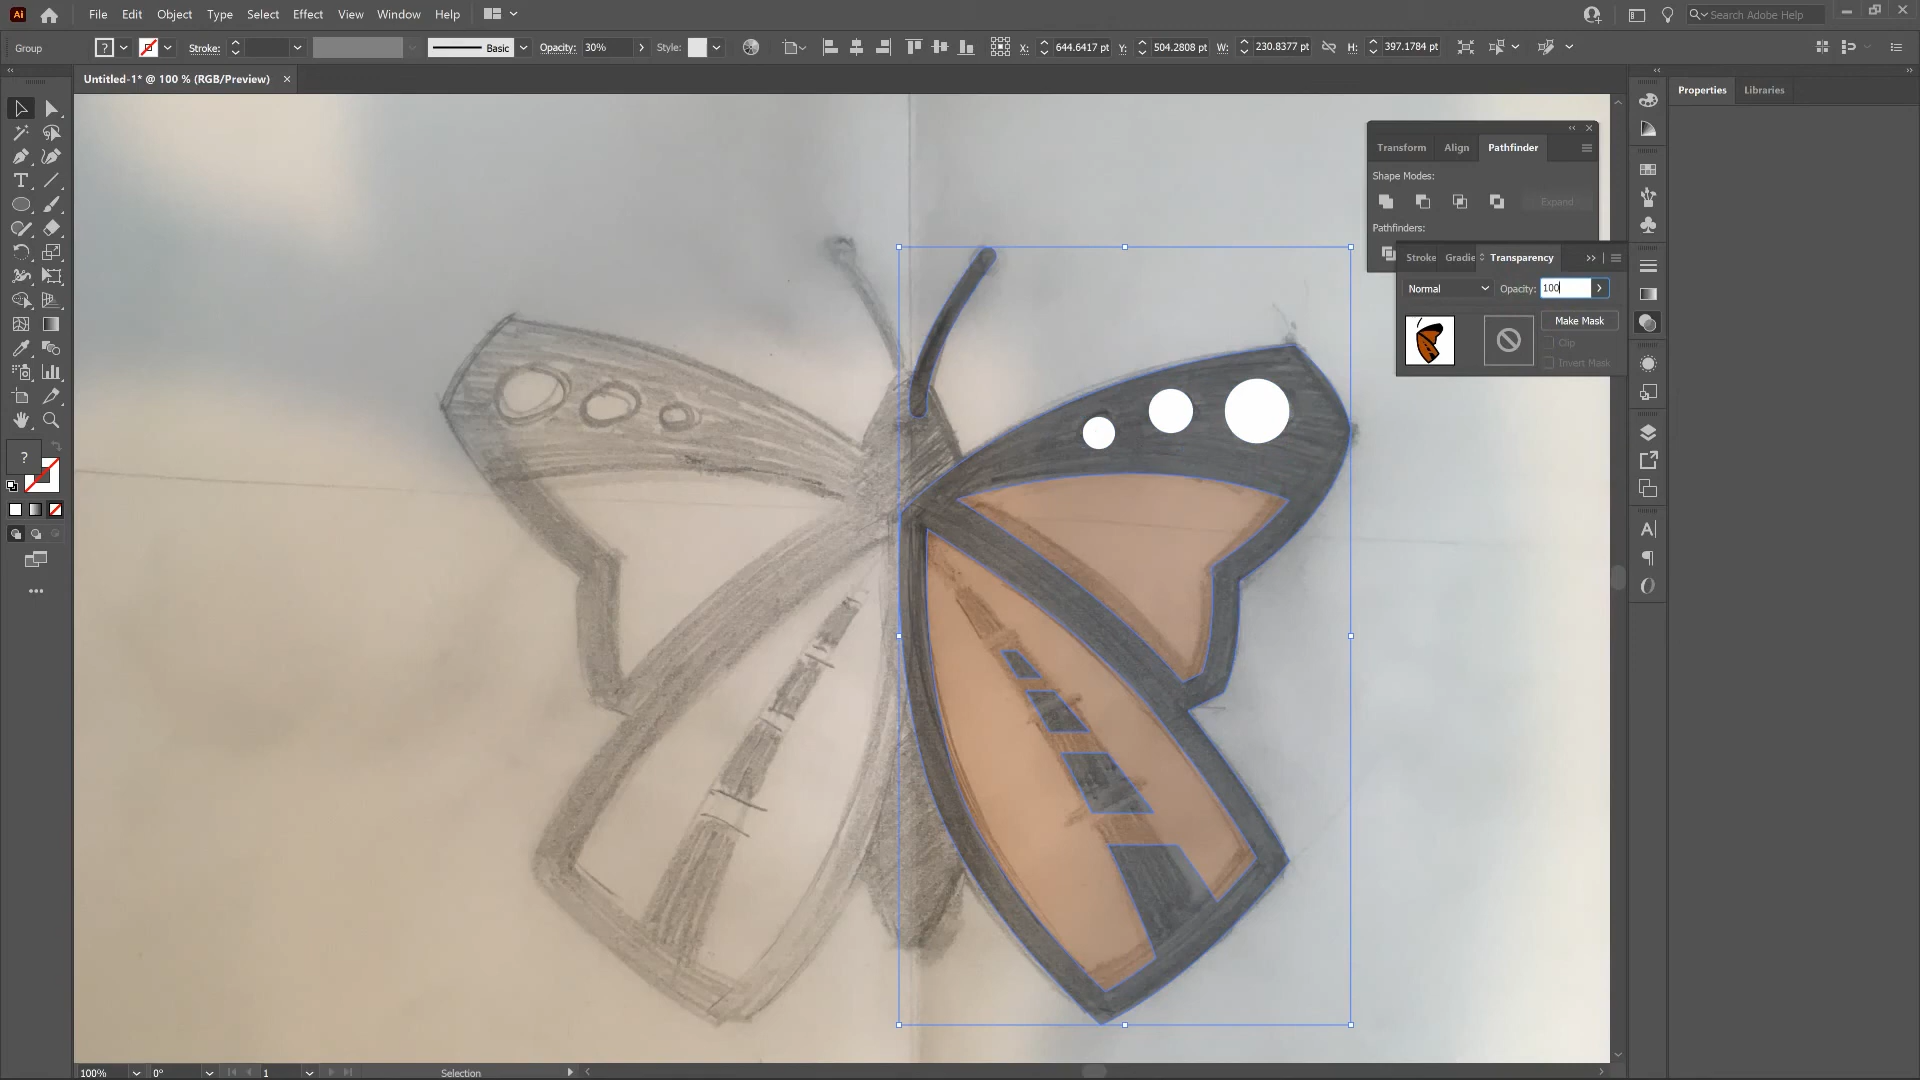 Ai File Edit Object Type Select Effect View Window Help Search Adobe Help
Group ? Stroke: Basic Opacity: 30% Style: X: 644.6417 pt Y: 504.2808 pt W: 230.8377 pt H: 397.1784 pt
Untitled-1* @ 100 % (RGB/Preview)
Properties Libraries
Transform Align Pathfinder
Shape Modes:
Expand
Pathfinders:
Stroke Gradie Transparency
Normal Opacity: 100
Make Mask
Clip
Invert Mask
?
100% 0° 1 Selection